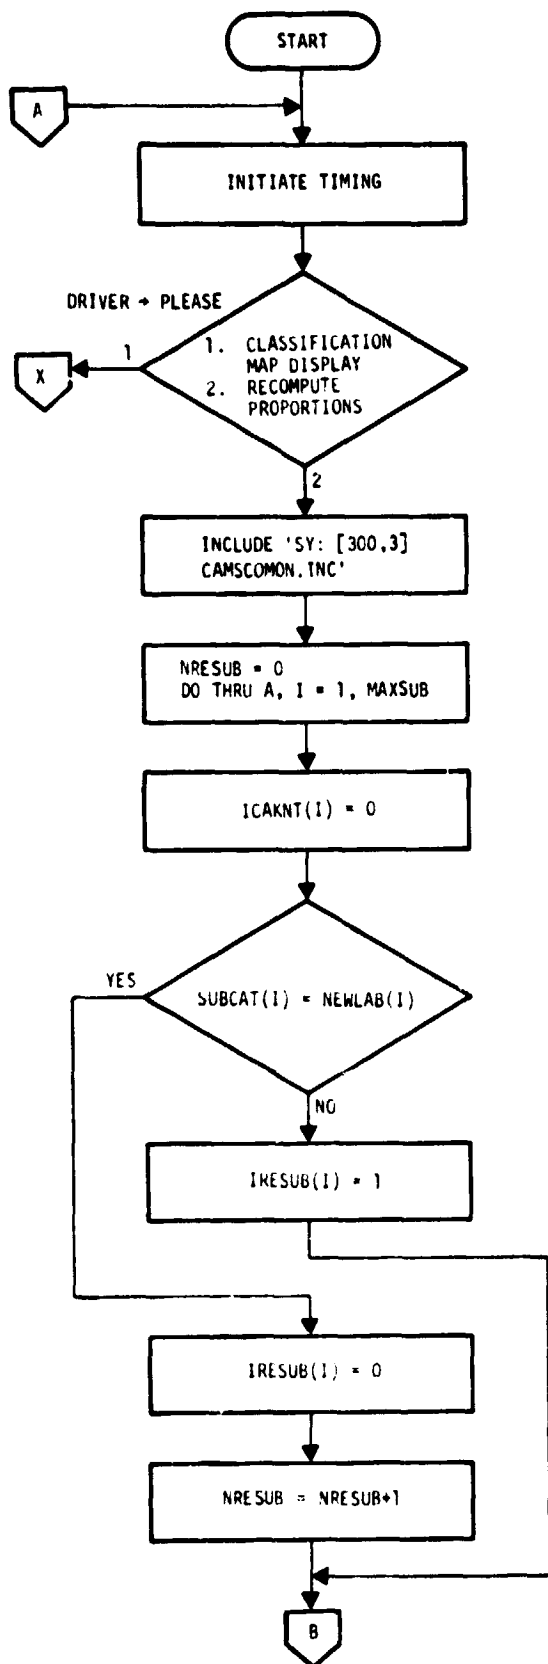 START
A
INITIATE TIMING
DRIVER → PLEASE
1
1. CLASSIFICATION
MAP DISPLAY
2. RECOMPUTE
PROPORTIONS
X
2
INCLUDE 'SY: [300,3]
CAMSCOMON.INC'
NRESUB = 0
DO THRU A, I = 1, MAXSUB
ICAKNT(I) = 0
YES
SUBCAT(I) = NEWLAB(I)
NO
IRESUB(I) = 1
IRESUB(I) = 0
NRESUB = NRESUB+1
B